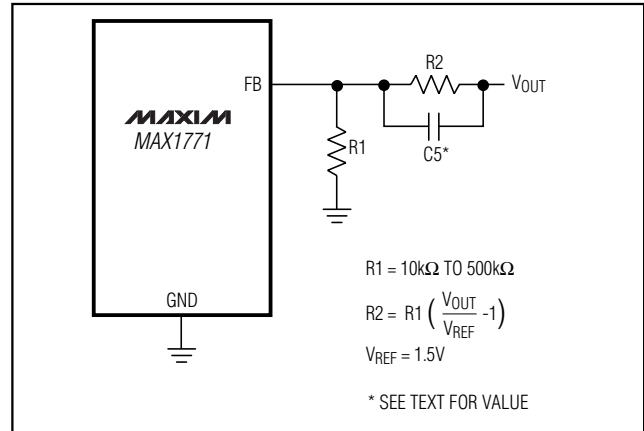 FB
R2
VOUT
MAXIM
MAX1771
R1
C5*
GND
R1 = 10kΩ TO 500kΩ
R2 = R1 ( VOUT / VREF -1)
VREF = 1.5V
* SEE TEXT FOR VALUE